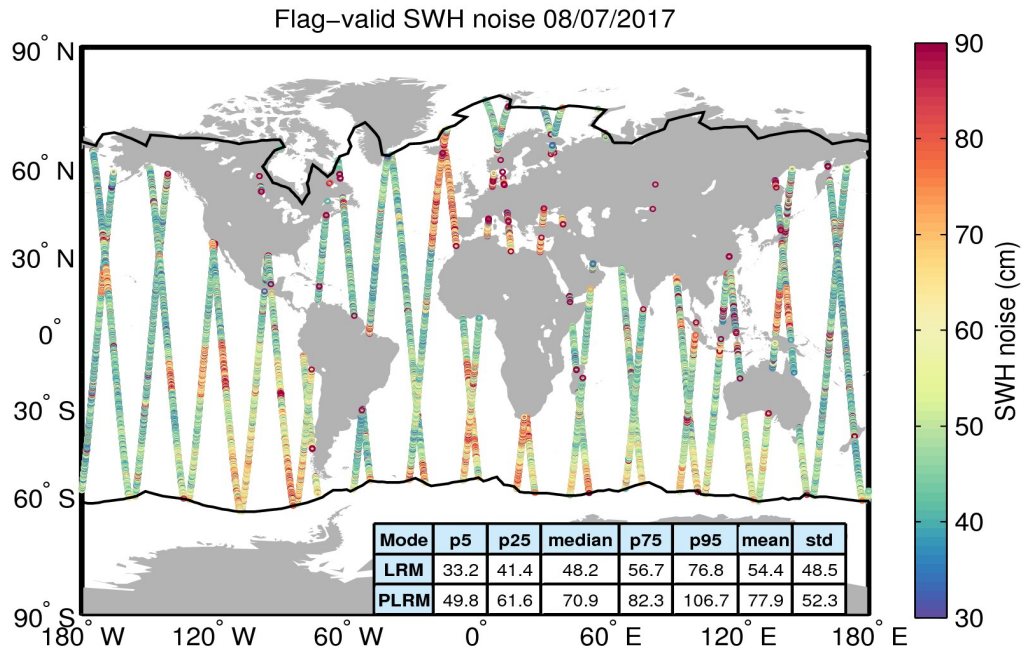 Flag−valid SWH noise 08/07/2017
90° N
60° N
30° N
0°
30° S
60° S
90° S
180° W
120° W
60° W
0°
60° E
120° E
180° E
90
80
70
60
50
40
30
SWH noise (cm)
Mode p5 p25 median p75 p95 mean std
LRM 33.2 41.4 48.2 56.7 76.8 54.4 48.5
PLRM 49.8 61.6 70.9 82.3 106.7 77.9 52.3